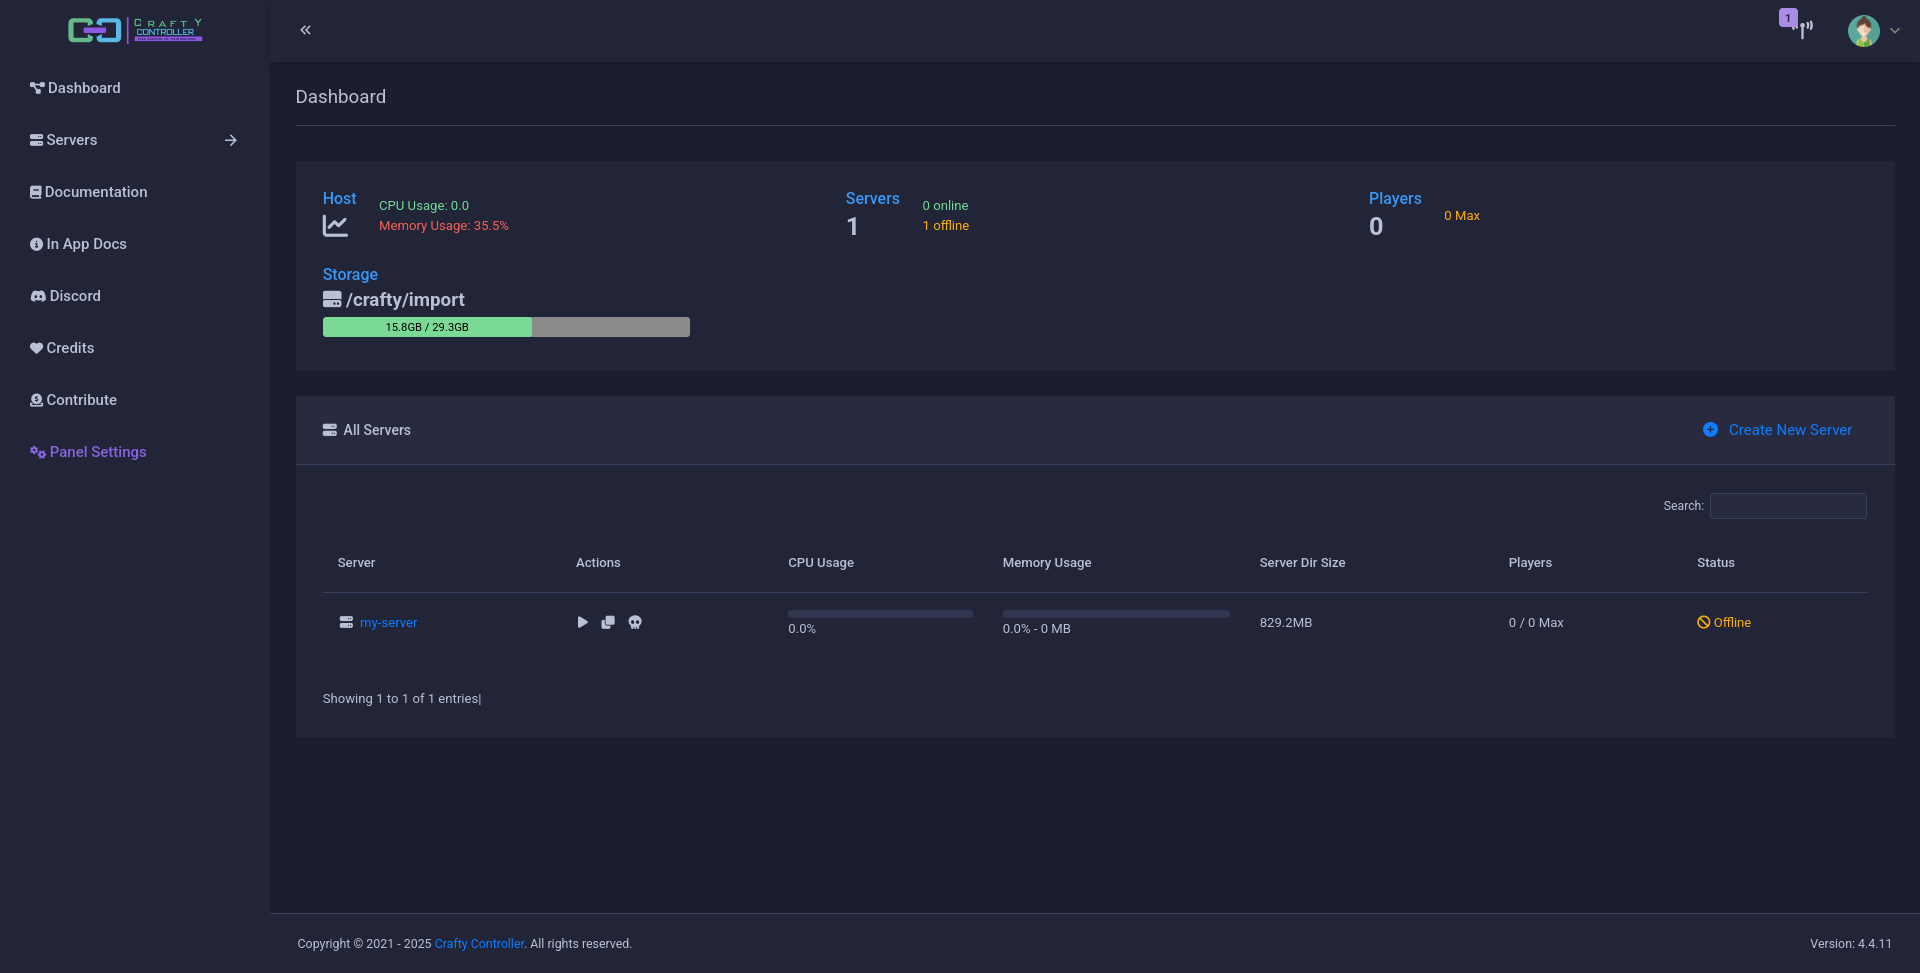 CRAFTY
CONTROLLER
1
Dashboard
Servers
Documentation
In App Docs
Discord
Credits
Contribute
Panel Settings
Dashboard
Host
CPU Usage: 0.0
Memory Usage: 35.5%
Servers
1
0 online
1 offline
Players
0
0 Max
Storage
/crafty/import
15.8GB / 29.3GB
All Servers
Create New Server
Search:
Server Actions CPU Usage Memory Usage Server Dir Size Players Status
my-server 0.0% 0.0% - 0 MB 829.2MB 0 / 0 Max Offline
Showing 1 to 1 of 1 entries|
Copyright © 2021 - 2025 Crafty Controller. All rights reserved.
Version: 4.4.11